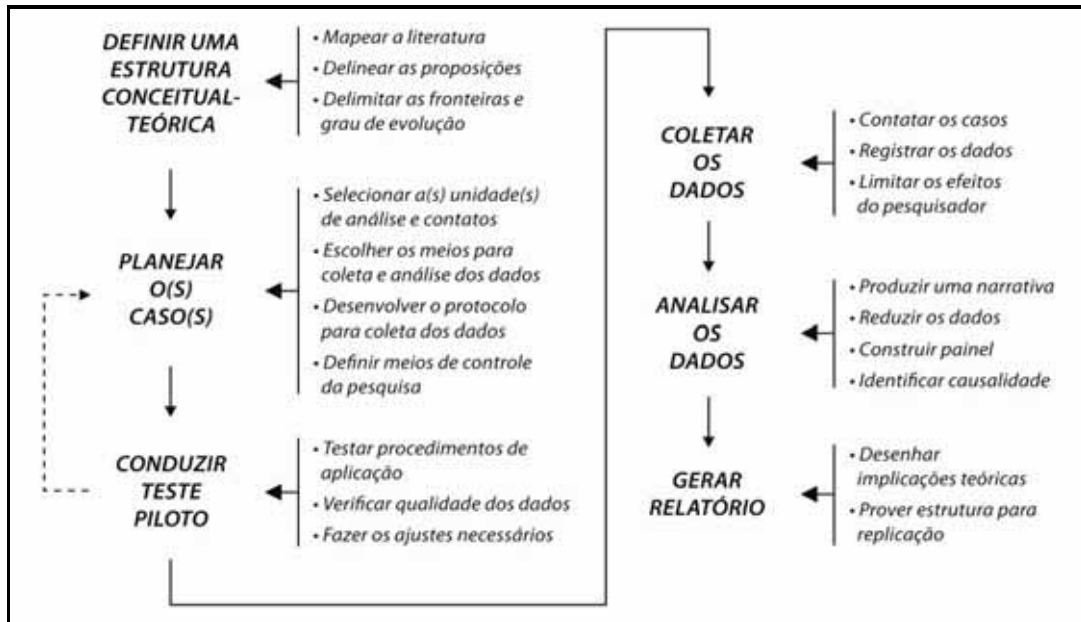 DEFINIR UMA
ESTRUTURA
CONCEITUAL-
TEÓRICA
• Mapear a literatura
• Delinear as proposições
• Delimitar as fronteiras e
grau de evolução
PLANEJAR
O(S)
CASO(S)
• Selecionar a(s) unidade(s)
de análise e contatos
• Escolher os meios para
coleta e análise dos dados
• Desenvolver o protocolo
para coleta dos dados
• Definir meios de controle
da pesquisa
CONDUZIR
TESTE
PILOTO
• Testar procedimentos de
aplicação
• Verificar qualidade dos dados
• Fazer os ajustes necessários
COLETAR
OS
DADOS
• Contatar os casos
• Registrar os dados
• Limitar os efeitos
do pesquisador
ANALISAR
OS
DADOS
• Produzir uma narrativa
• Reduzir os dados
• Construir painel
• Identificar causalidade
GERAR
RELATÓRIO
• Desenhar
implicações teóricas
• Prover estrutura para
replicação